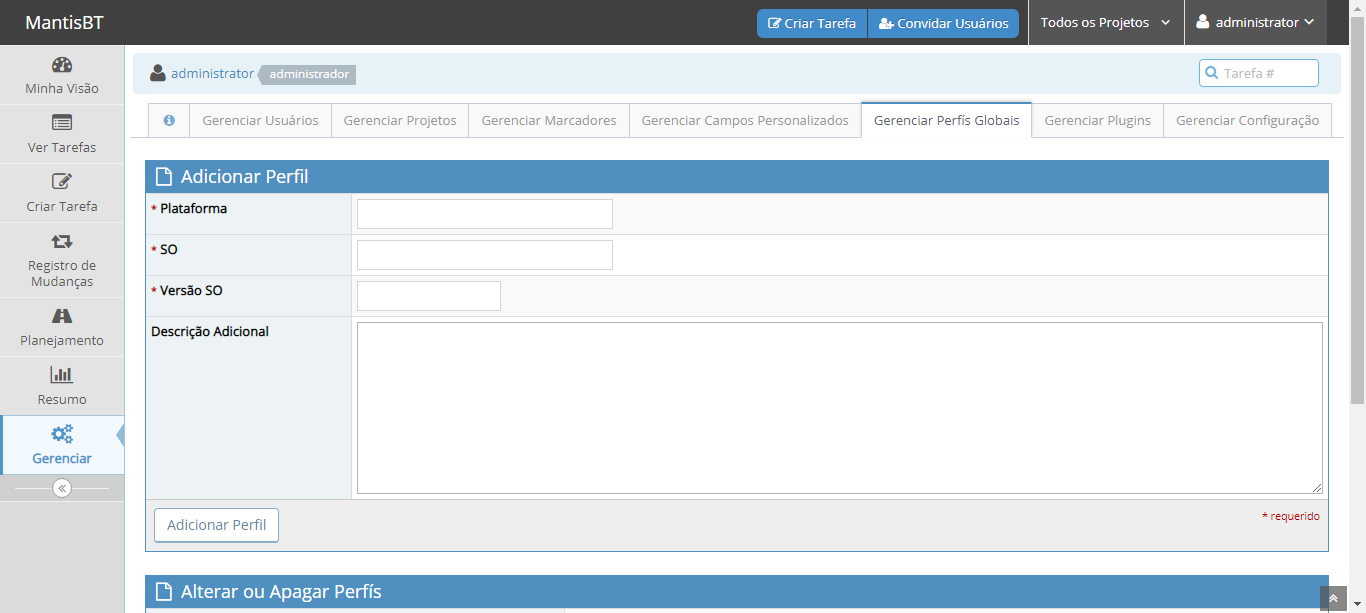 MantisBT
Criar Tarefa
Convidar Usuários
Todos os Projetos
administrator
Minha Visão
Ver Tarefas
Criar Tarefa
Registro de
Mudanças
Planejamento
Resumo
Gerenciar
administrator
administrador
Tarefa #
Gerenciar Usuários
Gerenciar Projetos
Gerenciar Marcadores
Gerenciar Campos Personalizados
Gerenciar Perfís Globais
Gerenciar Plugins
Gerenciar Configuração
Adicionar Perfil
* Plataforma
* SO
* Versão SO
Descrição Adicional
Adicionar Perfil
* requerido
Alterar ou Apagar Perfís